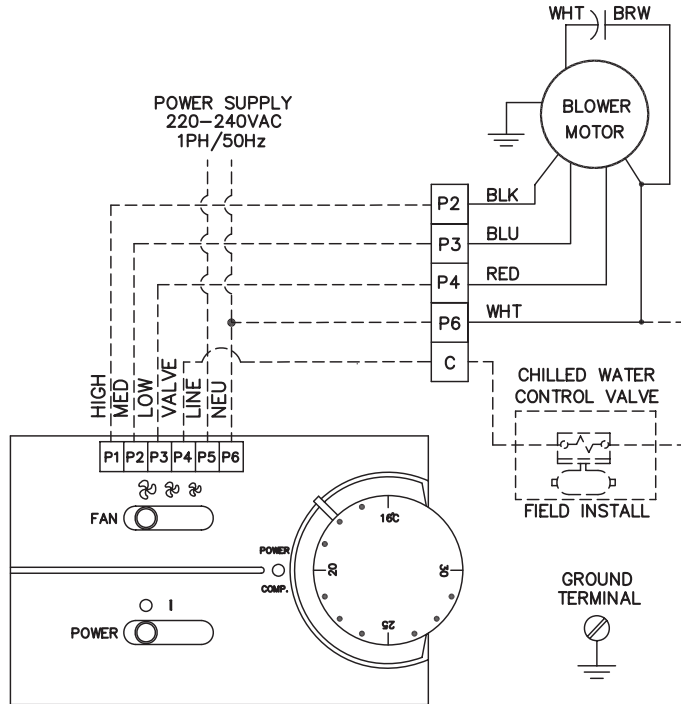 WHT BRW
POWER SUPPLY
220-240VAC
1PH/50Hz
BLOWER
MOTOR
P2 BLK
P3 BLU
P4 RED
P6 WHT
C
HIGH
MED
LOW
VALVE
LINE
NEU
CHILLED WATER
CONTROL VALVE
FIELD INSTALL
P1 P2 P3 P4 P5 P6
FAN
POWER
COMP.
16C
20
30
25
I
POWER
GROUND
TERMINAL